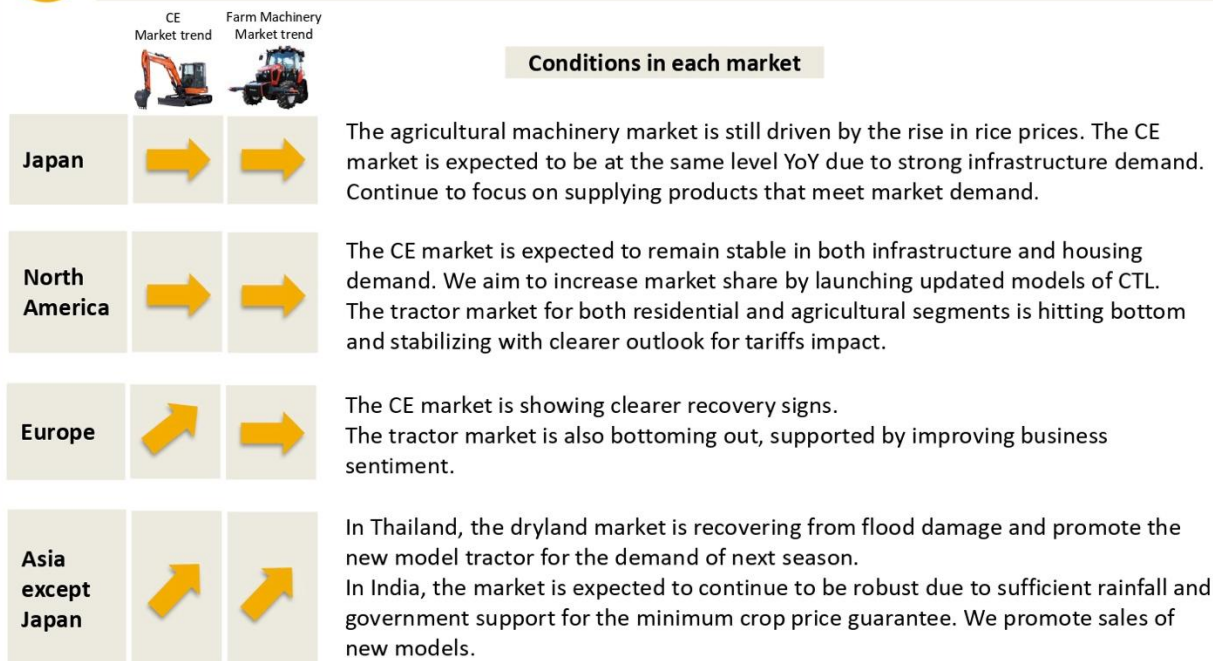 CE
Market trend
Farm Machinery
Market trend
Conditions in each market
Japan
The agricultural machinery market is still driven by the rise in rice prices. The CE
market is expected to be at the same level YoY due to strong infrastructure demand.
Continue to focus on supplying products that meet market demand.
North
America
The CE market is expected to remain stable in both infrastructure and housing
demand. We aim to increase market share by launching updated models of CTL.
The tractor market for both residential and agricultural segments is hitting bottom
and stabilizing with clearer outlook for tariffs impact.
Europe
The CE market is showing clearer recovery signs.
The tractor market is also bottoming out, supported by improving business
sentiment.
Asia
except
Japan
In Thailand, the dryland market is recovering from flood damage and promote the
new model tractor for the demand of next season.
In India, the market is expected to continue to be robust due to sufficient rainfall and
government support for the minimum crop price guarantee. We promote sales of
new models.